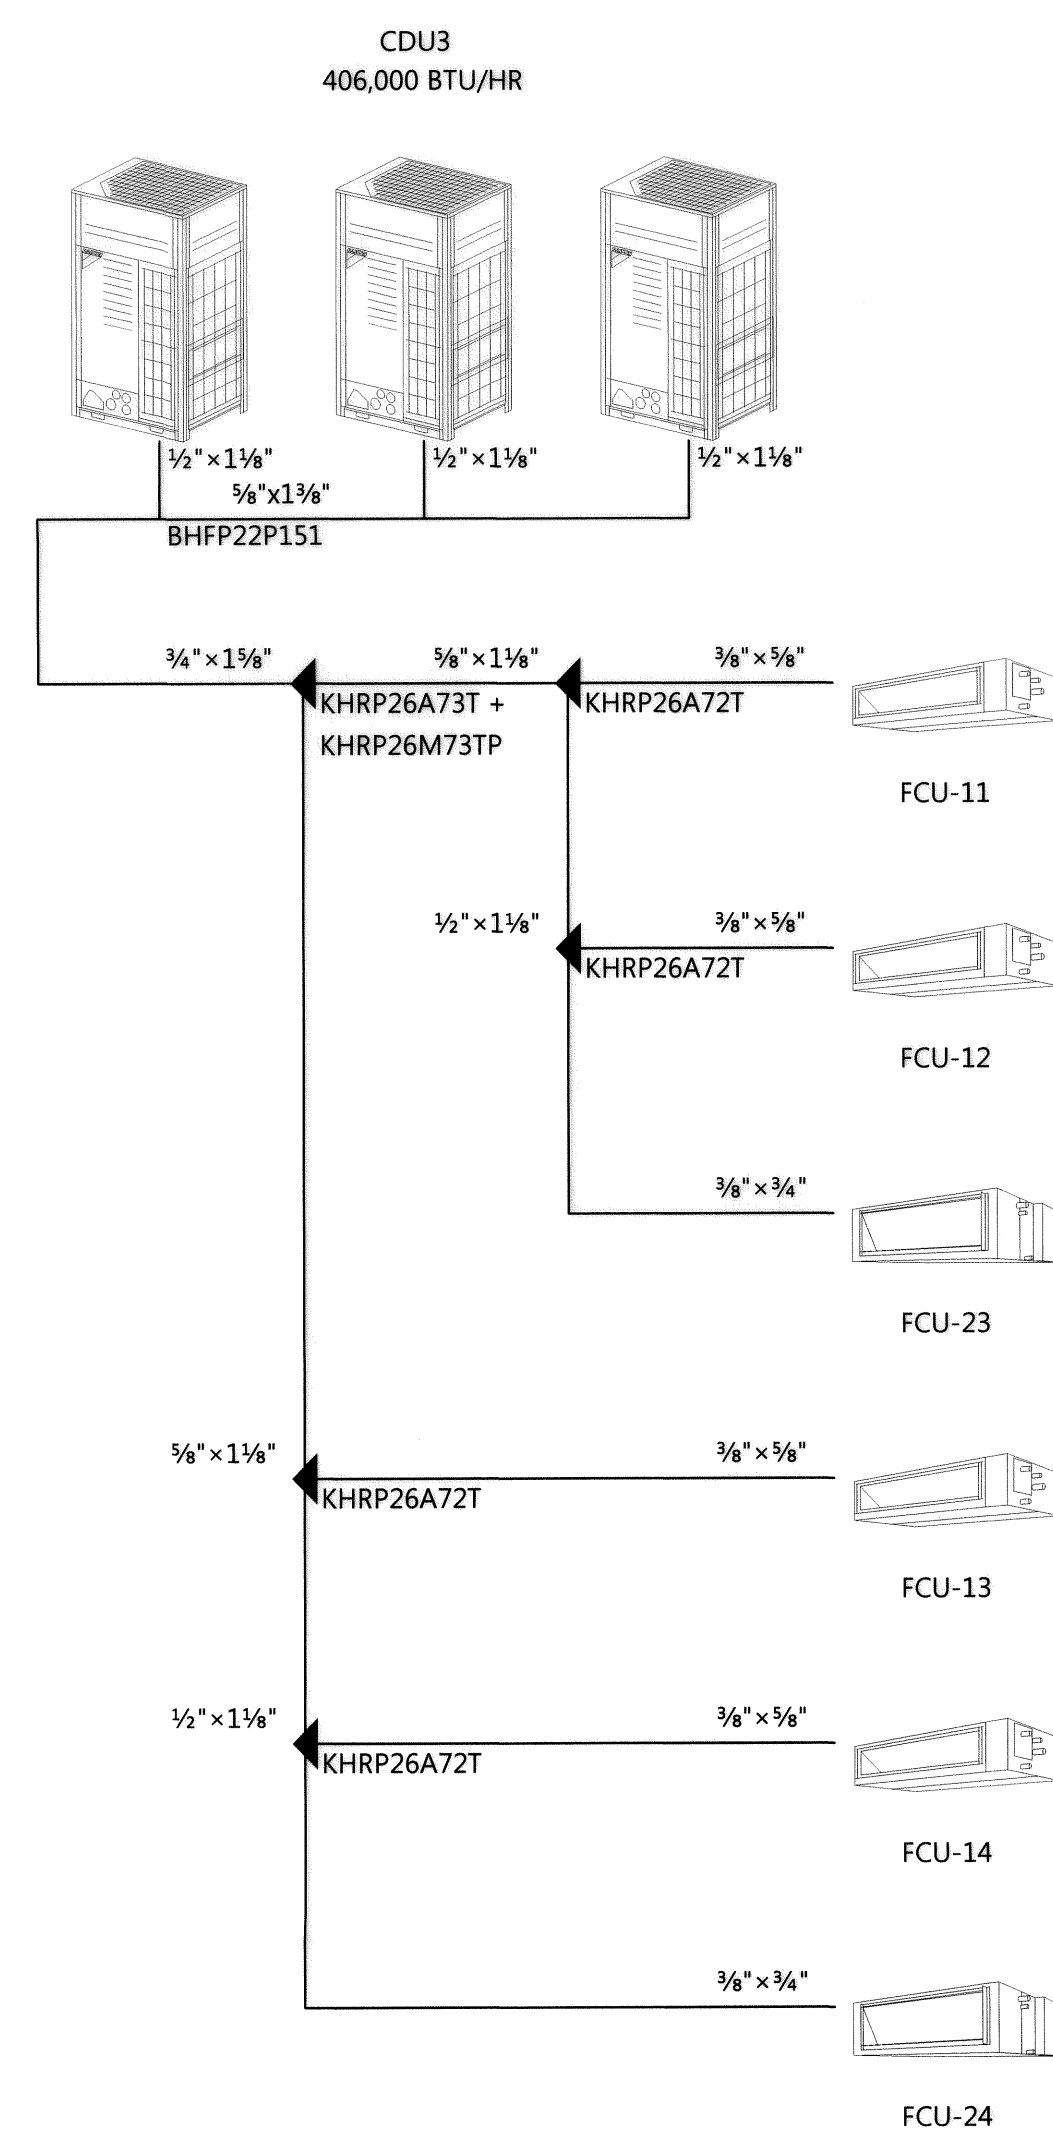 CDU3
406,000 BTU/HR
½"×1⅛"
½"×1⅛"
½"×1⅛"
⅝"x1⅜"
BHFP22P151
¾"×1⅝"
⅝"×1⅛"
⅜"×⅝"
KHRP26A73T +
KHRP26A72T
KHRP26M73TP
FCU-11
½"×1⅛"
⅜"×⅝"
KHRP26A72T
FCU-12
⅜"×¾"
FCU-23
⅝"×1⅛"
⅜"×⅝"
KHRP26A72T
FCU-13
½"×1⅛"
⅜"×⅝"
KHRP26A72T
FCU-14
⅜"×¾"
FCU-24